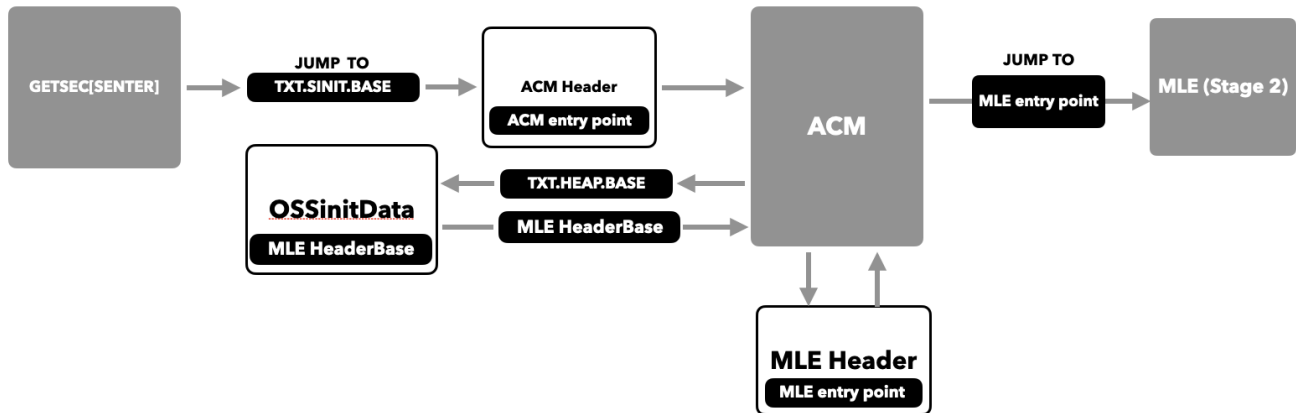 GETSEC[SENTER]
JUMP TO
TXT.SINIT.BASE
ACM Header
ACM entry point
ACM
JUMP TO
MLE entry point
MLE (Stage 2)
OSSinitData
MLE HeaderBase
TXT.HEAP.BASE
MLE HeaderBase
MLE Header
MLE entry point